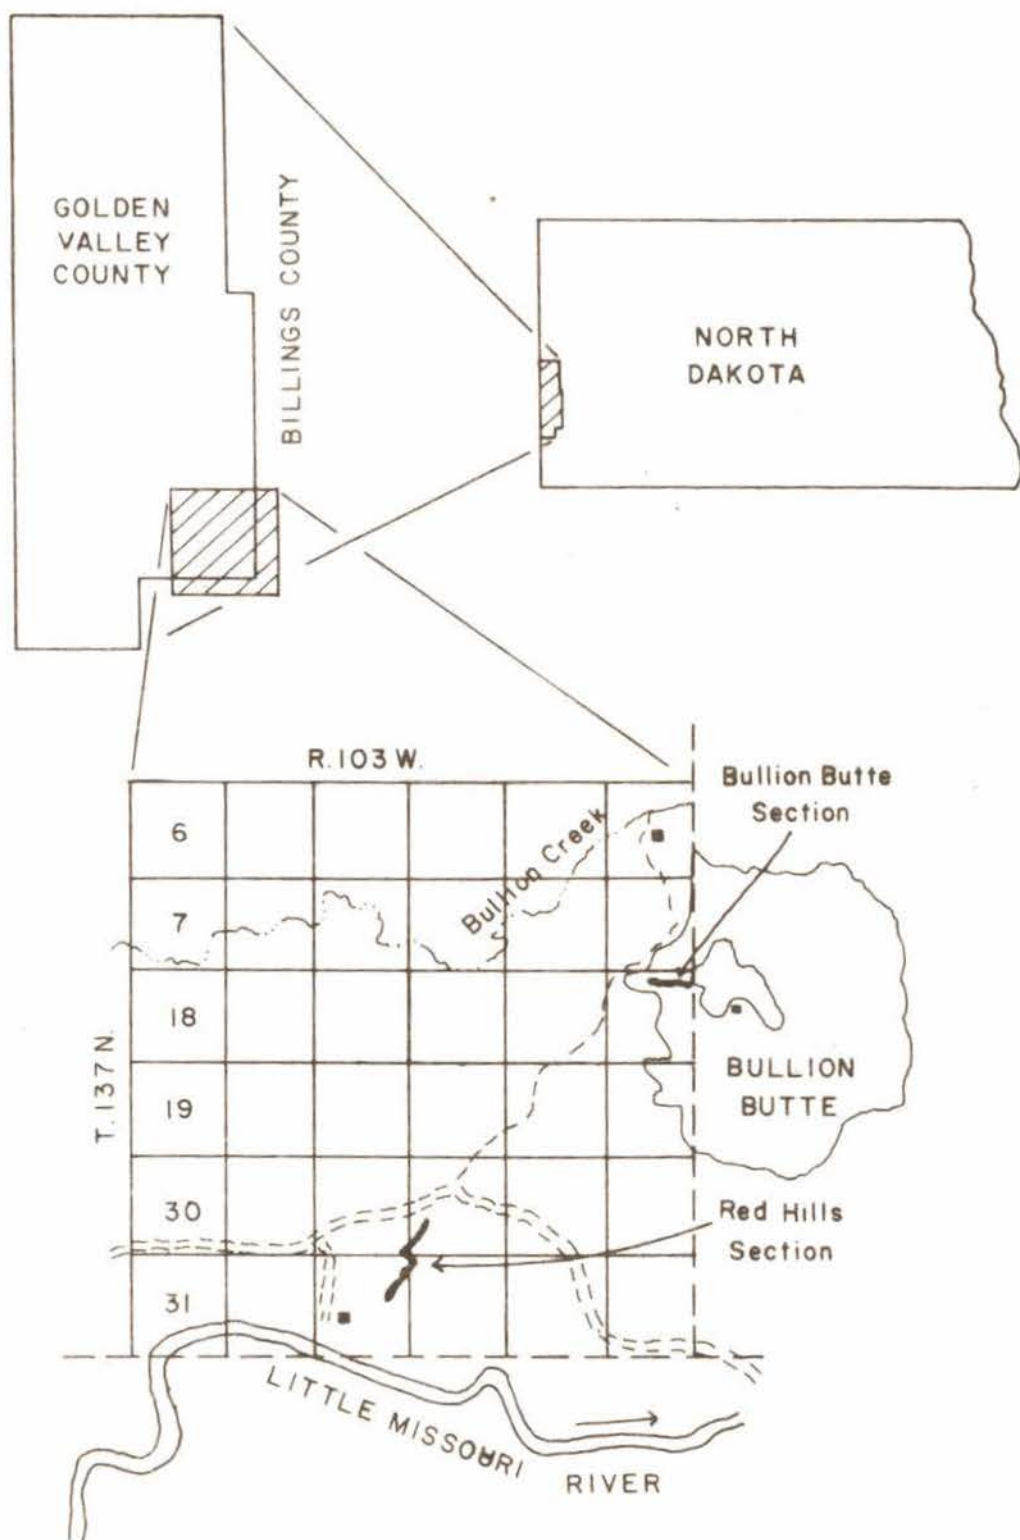 GOLDEN
VALLEY
COUNTY
BILLINGS COUNTY
NORTH
DAKOTA
R. 103 W.
Bullion Butte
Section
6
Bullion Creek
7
18
T. 137 N.
BULLION
BUTTE
19
30
Red Hills
Section
31
LITTLE MISSOURI
RIVER